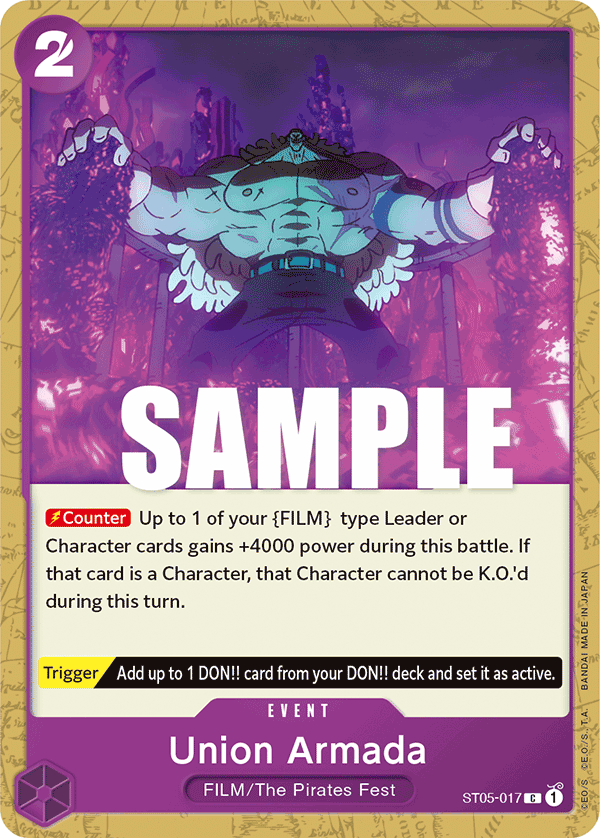 2
SAMPLE
Counter Up to 1 of your {FILM} type Leader or
Character cards gains +4000 power during this battle. If
that card is a Character, that Character cannot be K.O.'d
during this turn.
Trigger Add up to 1 DON!! card from your DON!! deck and set it as active.
EVENT
Union Armada
FILM/The Pirates Fest
ST05-017 C 1
©E.O/S. ©E.O./S.,T.A. BANDAI MADE IN JAPAN